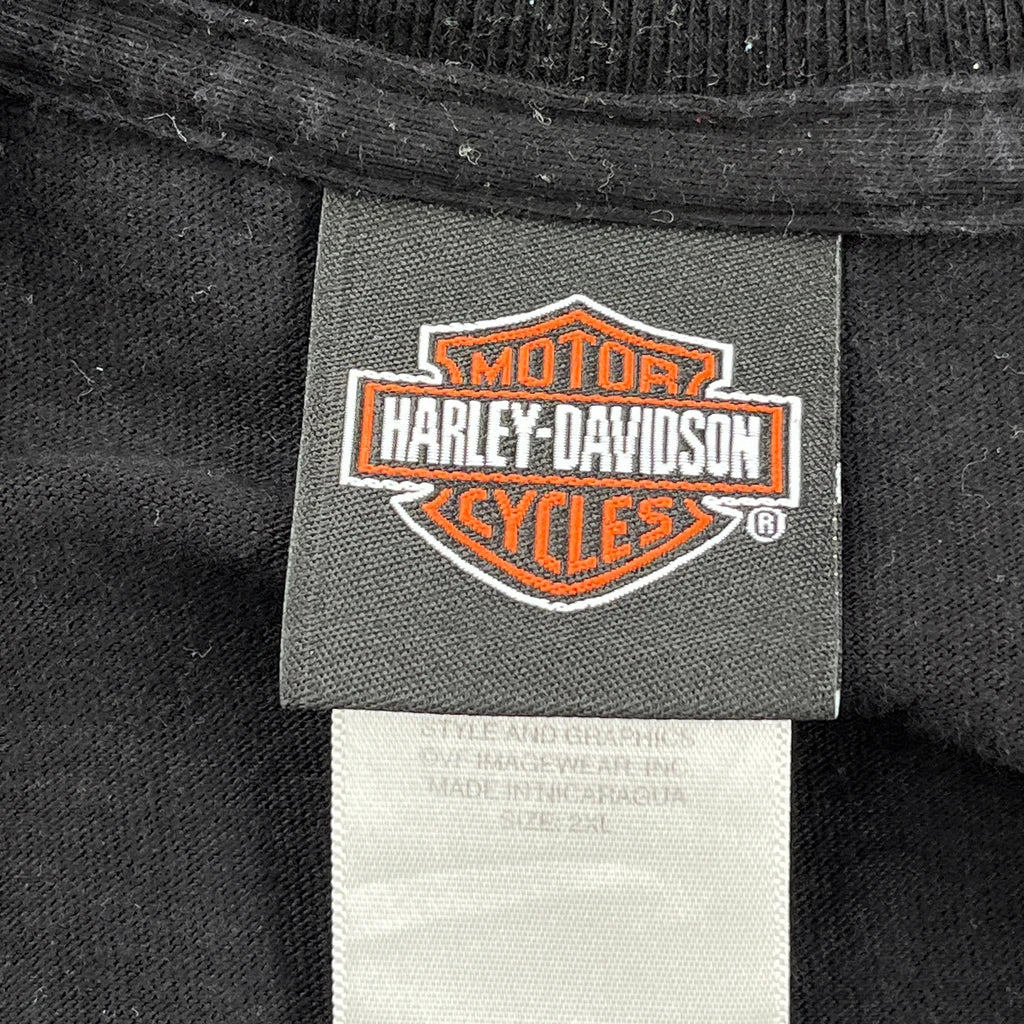 MOTOR
HARLEY-DAVIDSON
CYCLES
®
STYLE AND GRAPHICS
©VF IMAGEWEAR, INC.
MADE IN NICARAGUA
SIZE: 2XL